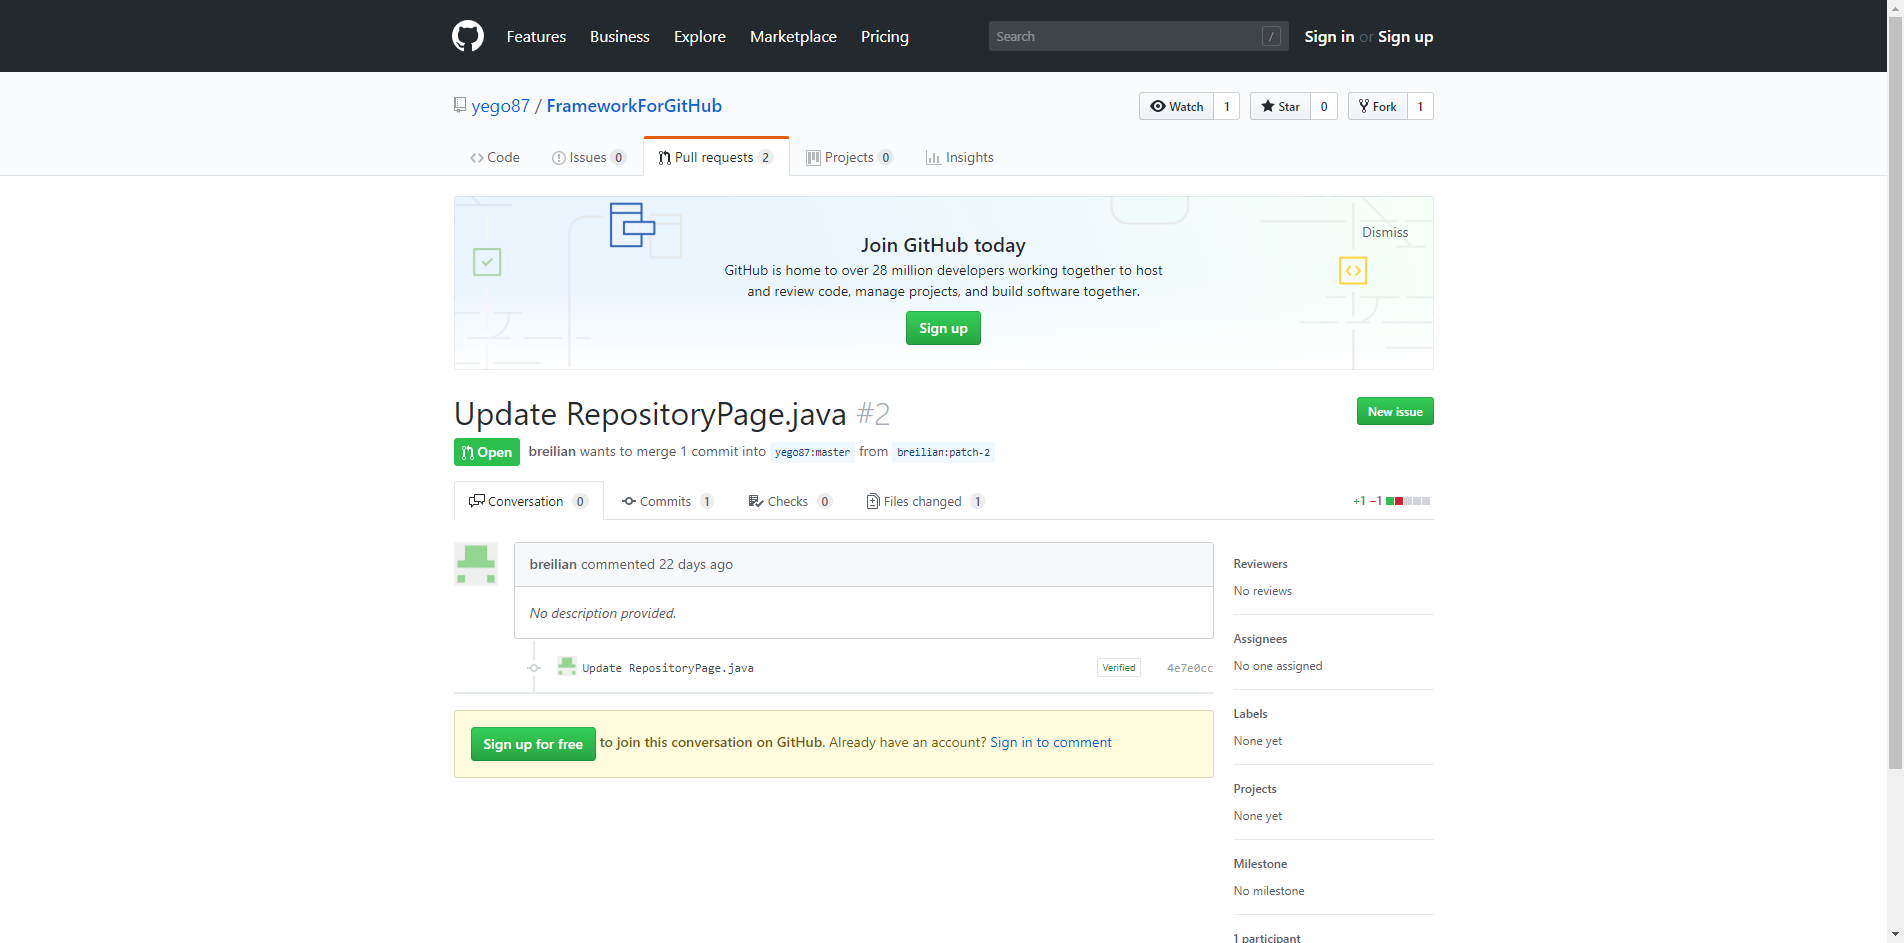 Features Business Explore Marketplace Pricing Search / Sign in or Sign up
yego87 / FrameworkForGitHub Watch 1 Star 0 Fork 1
Code Issues 0 Pull requests 2 Projects 0 Insights
Dismiss
Join GitHub today
GitHub is home to over 28 million developers working together to host
and review code, manage projects, and build software together.
Sign up
Update RepositoryPage.java #2 New issue
Open breilian wants to merge 1 commit into yego87:master from breilian:patch-2
Conversation 0 Commits 1 Checks 0 Files changed 1 +1 −1
breilian commented 22 days ago
No description provided.
Update RepositoryPage.java Verified 4e7e0cc
Sign up for free to join this conversation on GitHub. Already have an account? Sign in to comment
Reviewers
No reviews
Assignees
No one assigned
Labels
None yet
Projects
None yet
Milestone
No milestone
1 participant